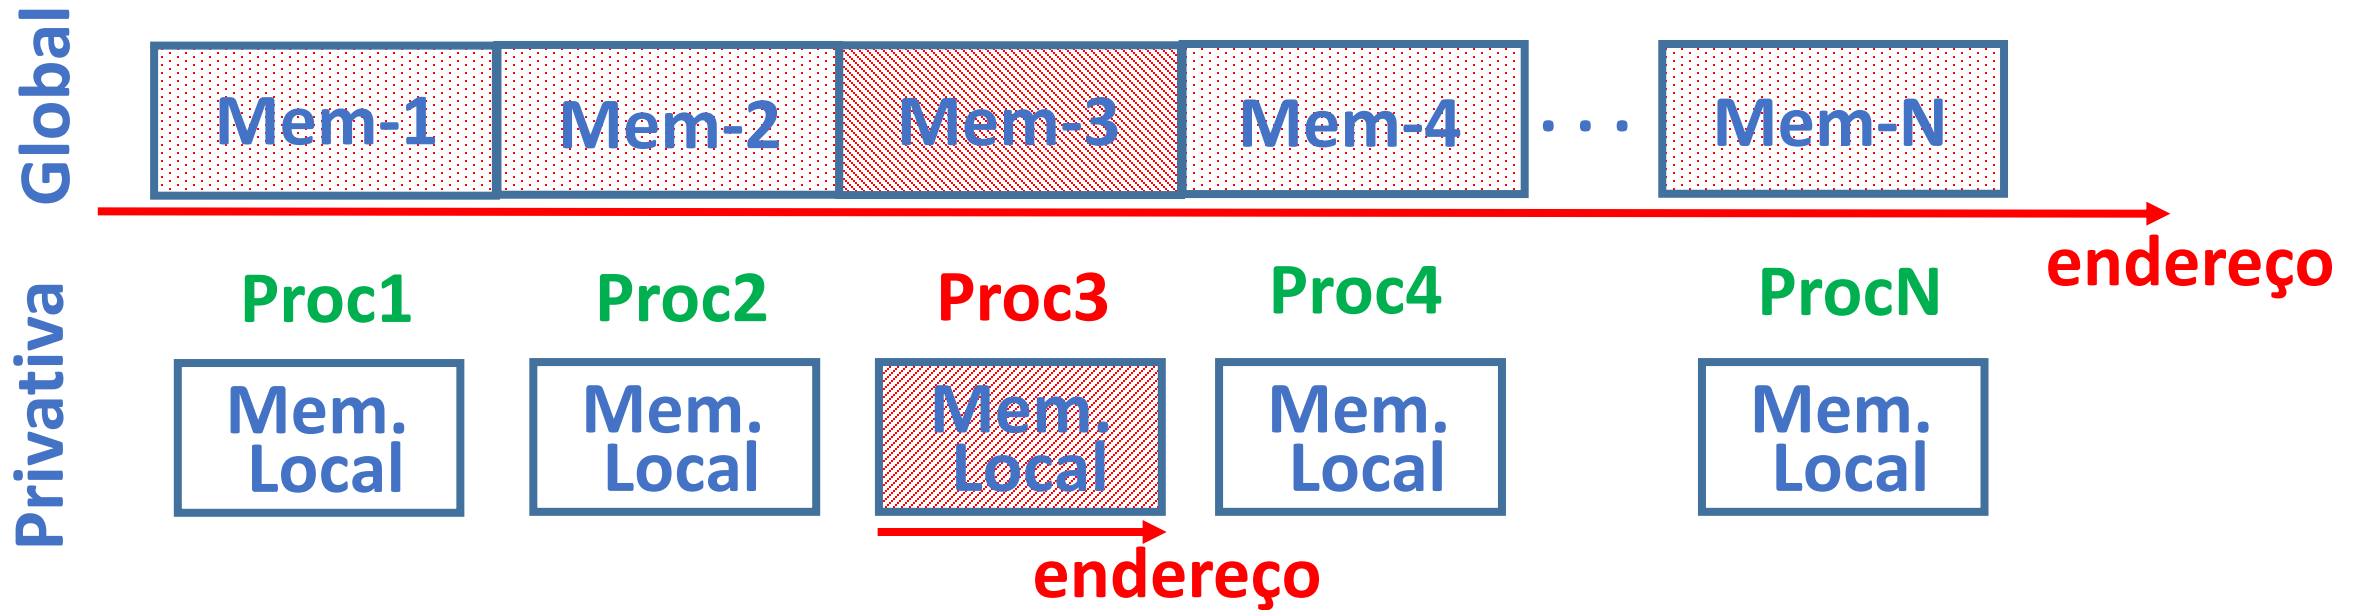 Global
Mem-1 Mem-2 Mem-3 Mem-4 . . . Mem-N
endereço
Privativa
Proc1 Proc2 Proc3 Proc4 ProcN
Mem. Mem. Mem. Mem. Mem.
Local Local Local Local Local
endereço